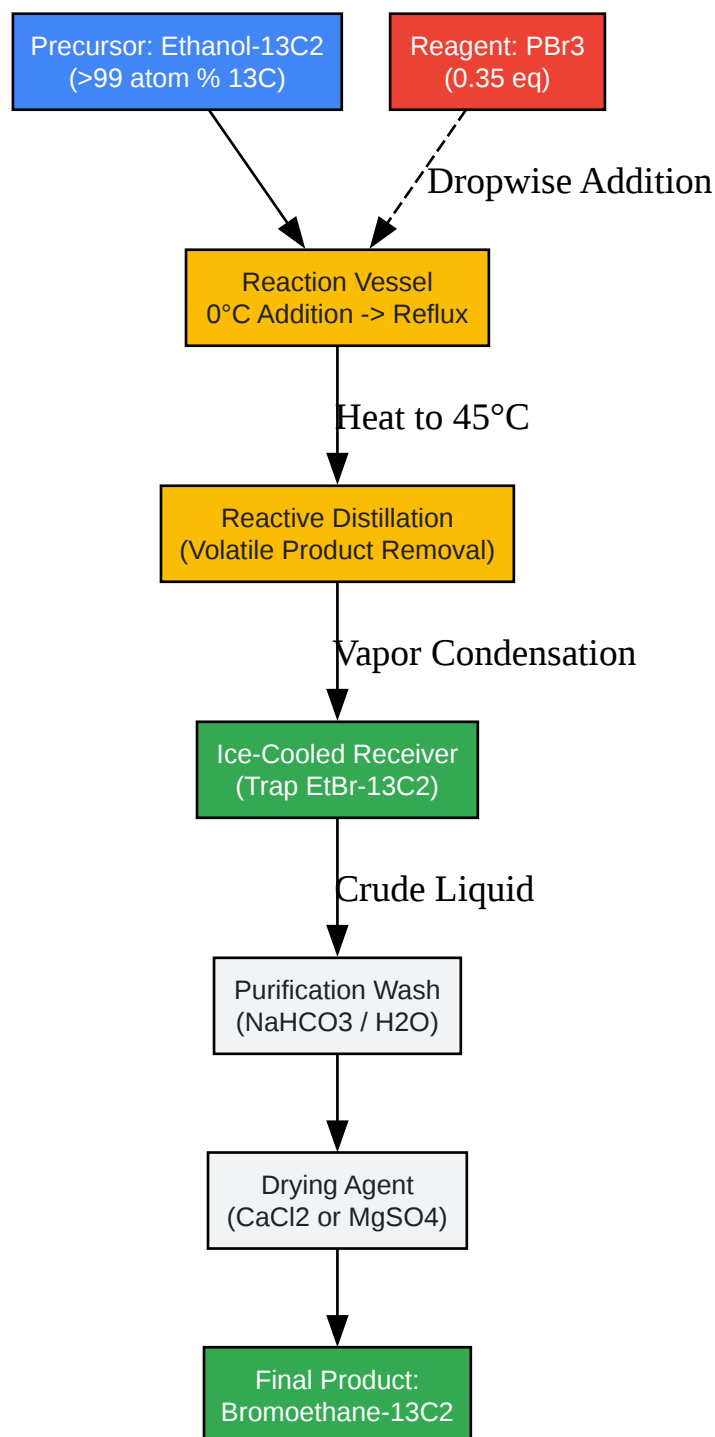 Precursor: Ethanol-13C2
(>99 atom % 13C)
Reagent: PBr3
(0.35 eq)
Dropwise Addition
Reaction Vessel
0°C Addition -> Reflux
Heat to 45°C
Reactive Distillation
(Volatile Product Removal)
Vapor Condensation
Ice-Cooled Receiver
(Trap EtBr-13C2)
Crude Liquid
Purification Wash
(NaHCO3 / H2O)
Drying Agent
(CaCl2 or MgSO4)
Final Product:
Bromoethane-13C2